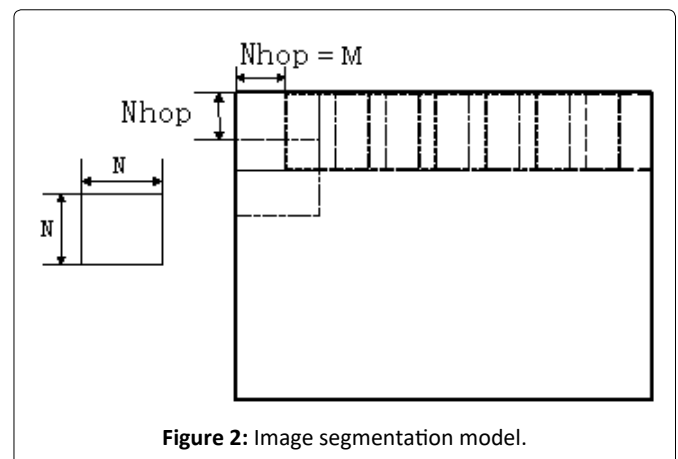 Nhop = M
Nhop
N
N
Figure 2: Image segmentation model.